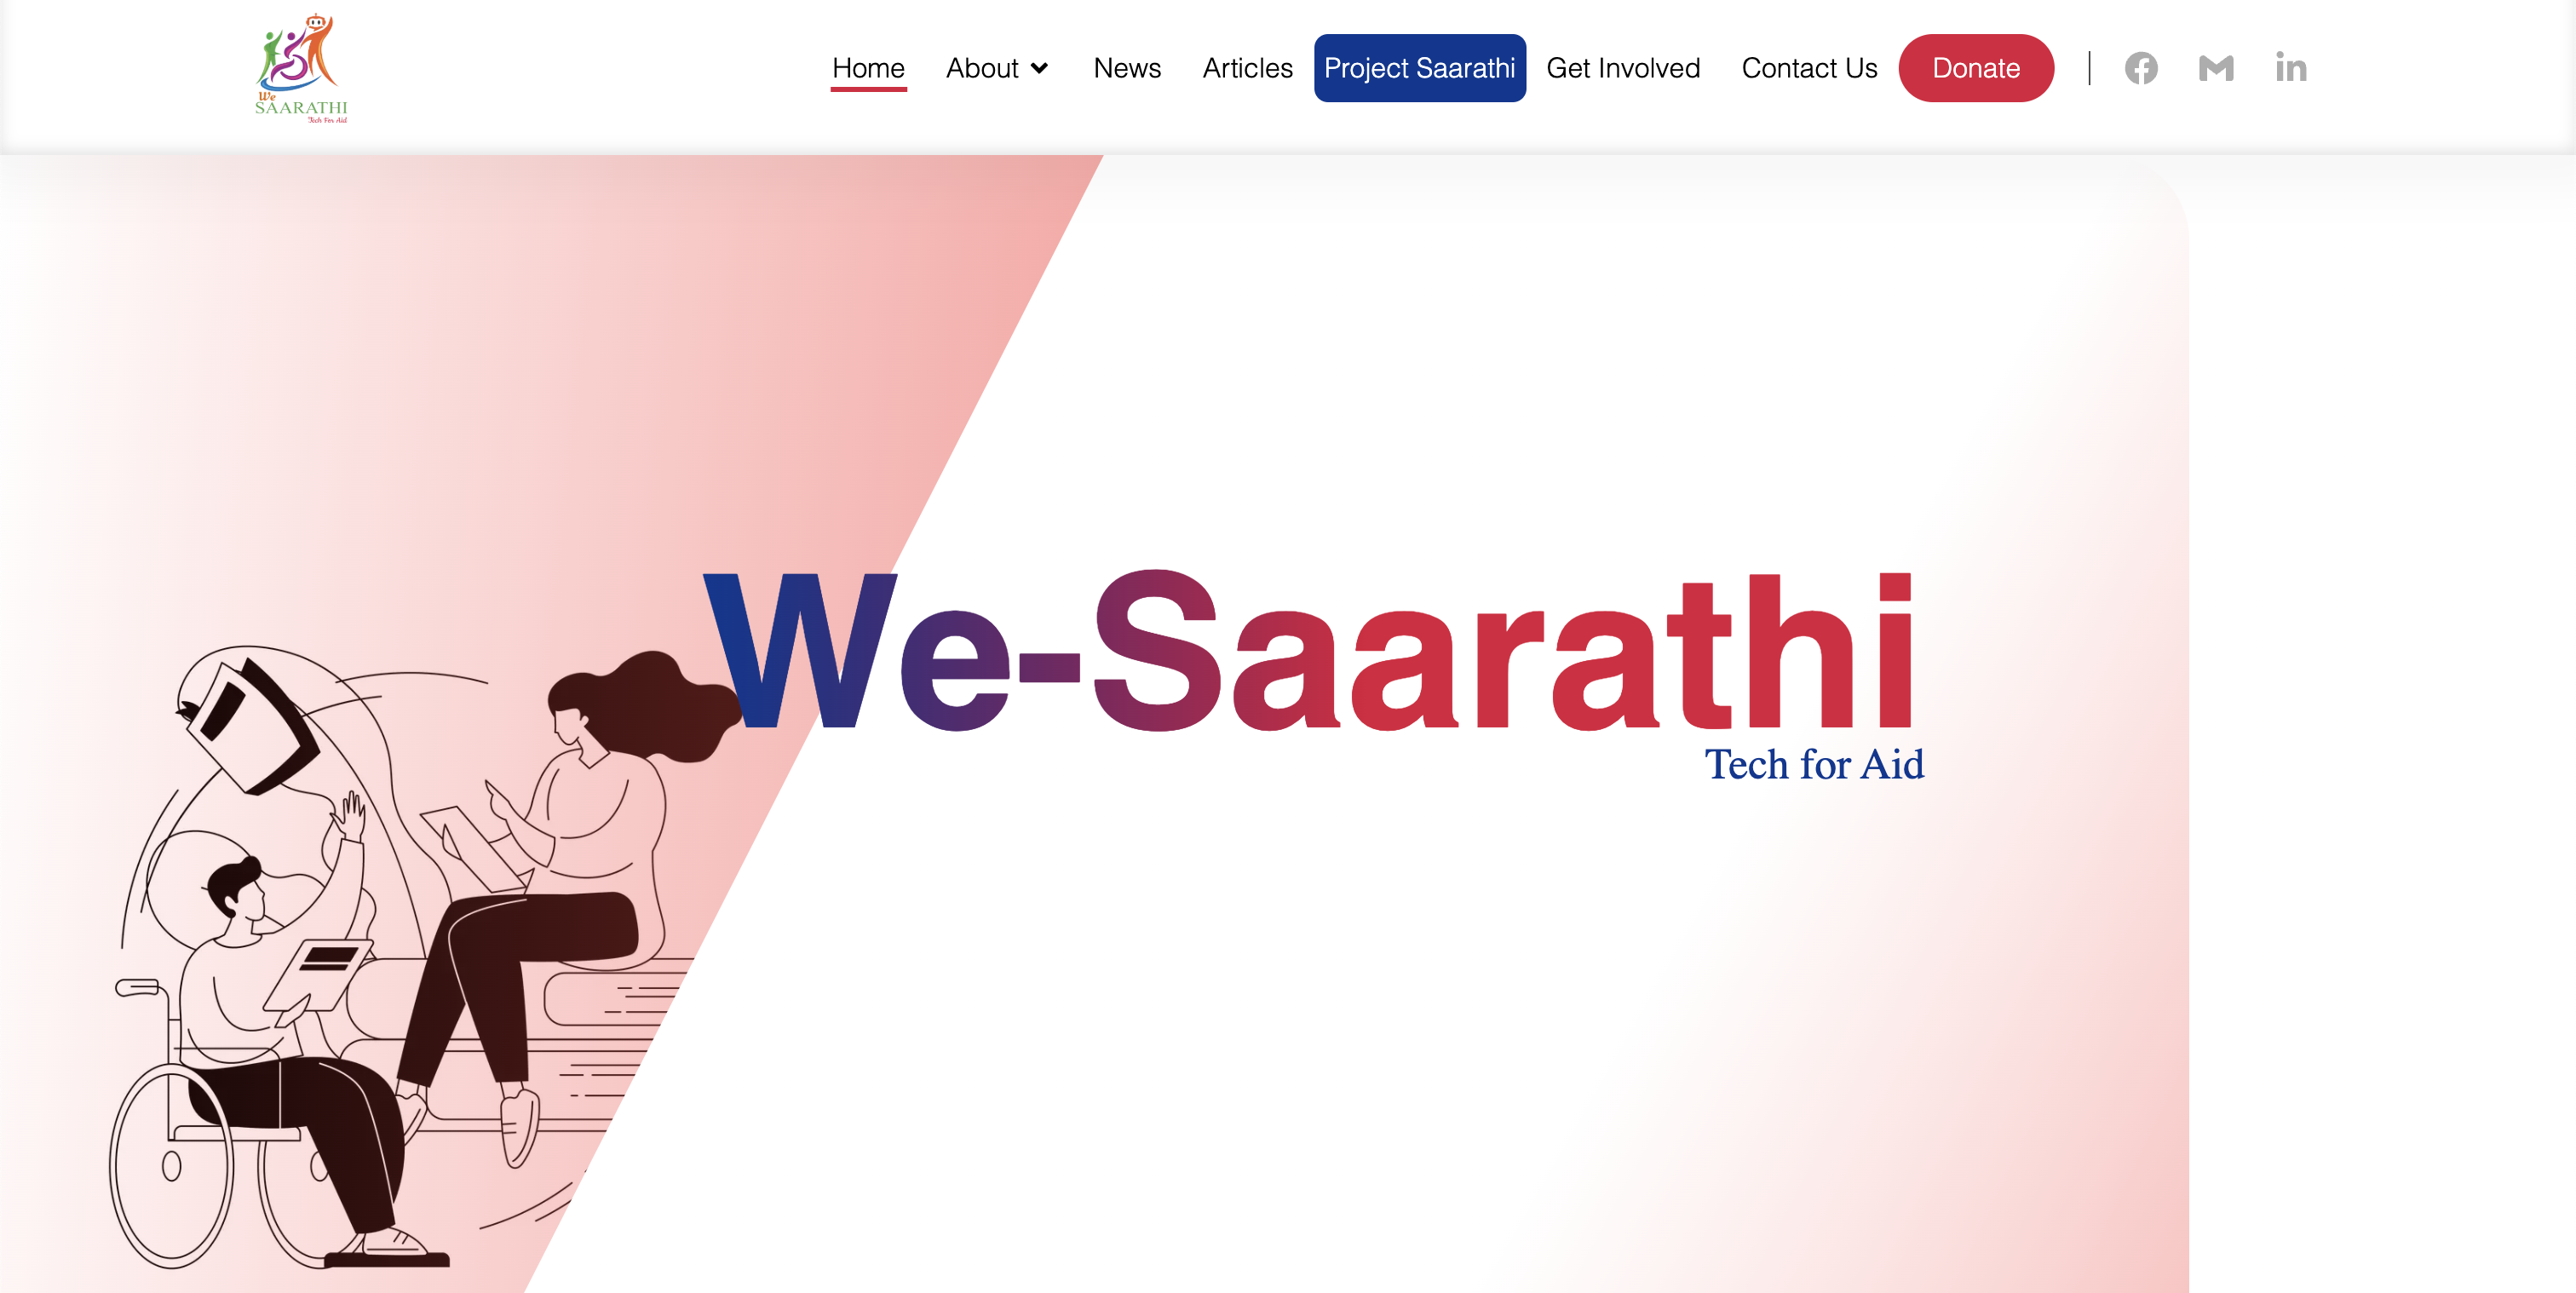 We
SAARATHI
Tech For Aid
Home About News Articles Project Saarathi Get Involved Contact Us Donate
We-Saarathi
Tech for Aid